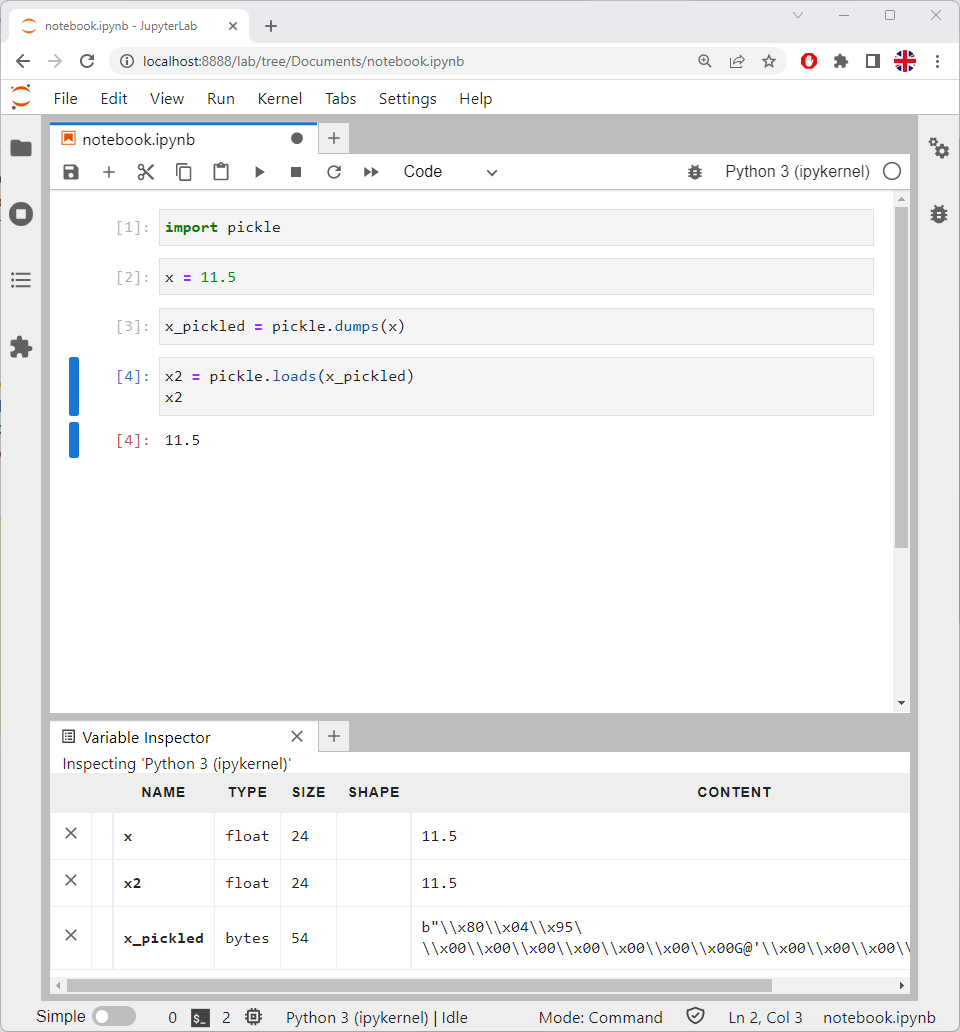 notebook.ipynb - JupyterLab
localhost:8888/lab/tree/Documents/notebook.ipynb
File Edit View Run Kernel Tabs Settings Help
notebook.ipynb
Code Python 3 (ipykernel)
[1]: import pickle
[2]: x = 11.5
[3]: x_pickled = pickle.dumps(x)
[4]: x2 = pickle.loads(x_pickled)
x2
[4]: 11.5
Variable Inspector
Inspecting 'Python 3 (ipykernel)'
NAME TYPE SIZE SHAPE CONTENT
x float 24 11.5
x2 float 24 11.5
x_pickled bytes 54 b"\\x80\\x04\\x95\
\\x00\\x00\\x00\\x00\\x00\\x00\\x00G@'\\x00\\x00\\x00\\
Simple 0 $_ 2 Python 3 (ipykernel) | Idle Mode: Command Ln 2, Col 3 notebook.ipynb